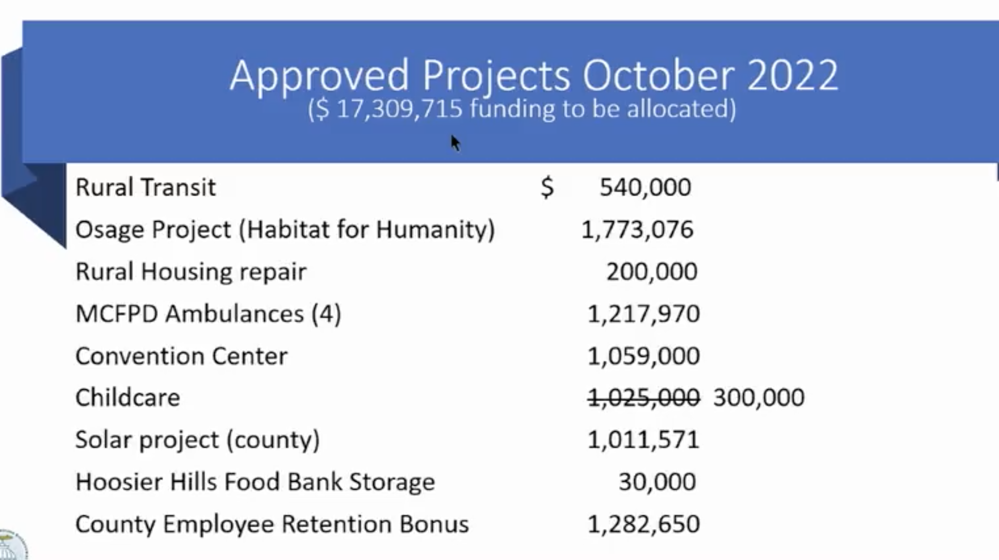 Approved Projects October 2022
($ 17,309,715 funding to be allocated)
Rural Transit $ 540,000
Osage Project (Habitat for Humanity) 1,773,076
Rural Housing repair 200,000
MCFPD Ambulances (4) 1,217,970
Convention Center 1,059,000
Childcare 1,025,000 300,000
Solar project (county) 1,011,571
Hoosier Hills Food Bank Storage 30,000
County Employee Retention Bonus 1,282,650